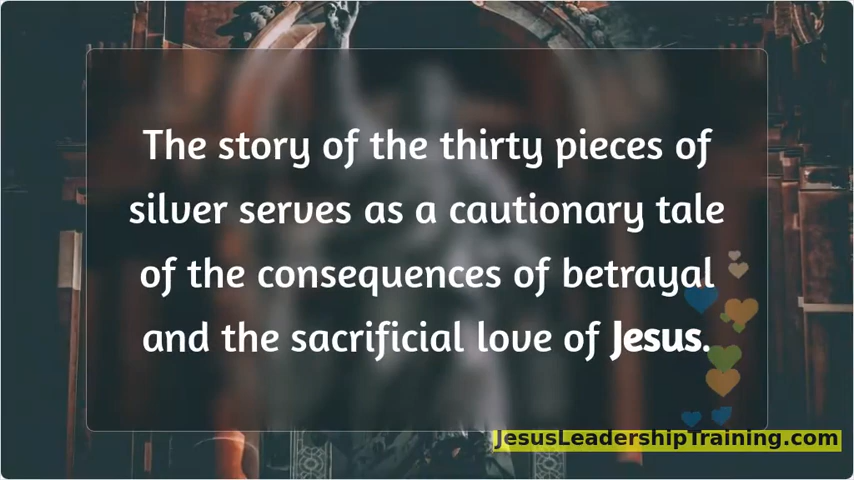 The story of the thirty pieces of
silver serves as a cautionary tale
of the consequences of betrayal
and the sacrificial love of Jesus.
JesusLeadershipTraining.com